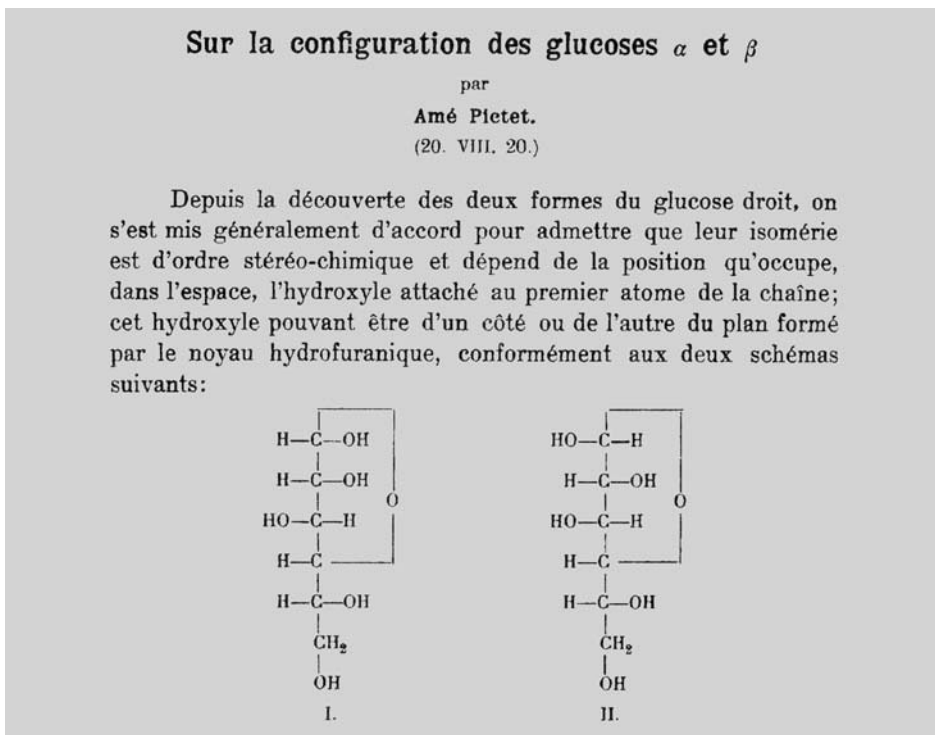 Sur la configuration des glucoses α et β
par
Amé Pictet.
(20. VIII. 20.)
Depuis la découverte des deux formes du glucose droit, on
s'est mis généralement d'accord pour admettre que leur isomérie
est d'ordre stéréo-chimique et dépend de la position qu'occupe,
dans l'espace, l'hydroxyle attaché au premier atome de la chaîne;
cet hydroxyle pouvant être d'un côté ou de l'autre du plan formé
par le noyau hydrofuranique, conformément aux deux schémas
suivants:
H—C—OH HO—C—H
H—C—OH H—C—OH
O O
HO—C—H HO—C—H
H—C H—C
H—C—OH H—C—OH
CH₂ CH₂
OH OH
I. II.